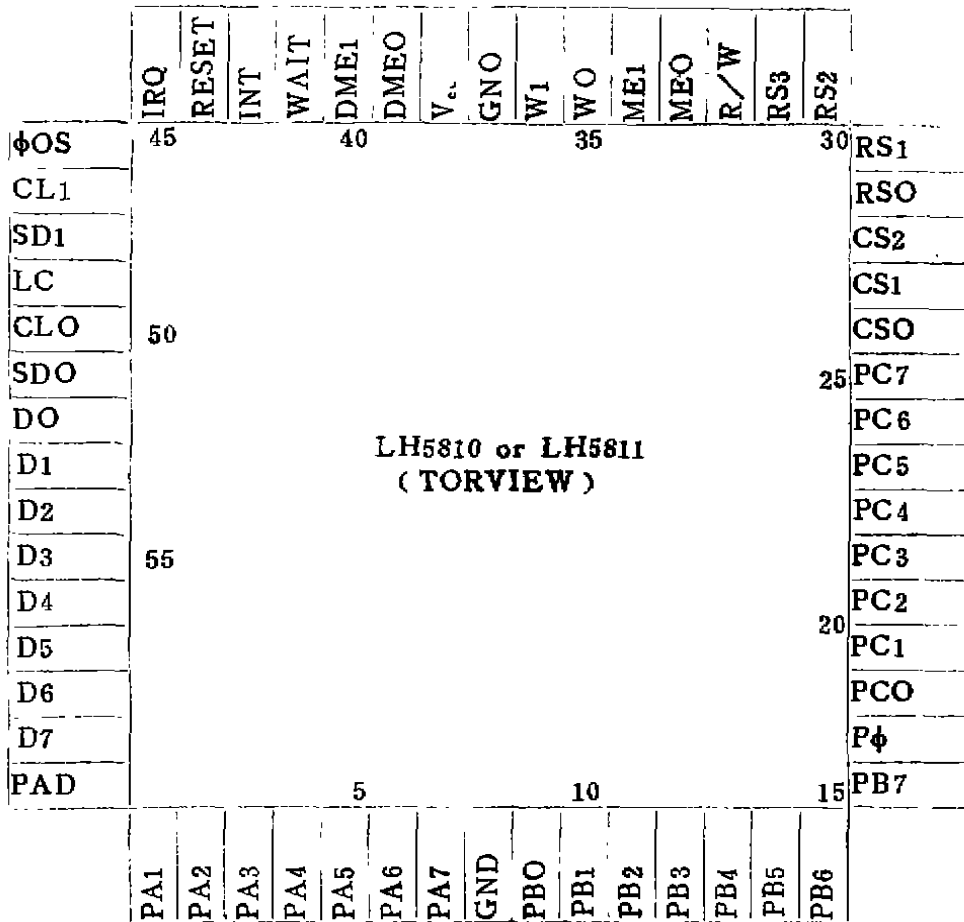 IRQ RESET INT WAIT DME1 DMEO Vcc GNO W1 WO ME1 MEO R/W RS3 RS2
45 40 35 30
ϕOS
CL1
SD1
LC
CLO
SDO
DO
D1
D2
D3
D4
D5
D6
D7
PAD
50
55
LH5810 or LH5811
( TORVIEW )
RS1
RSO
CS2
CS1
CSO
PC7
PC6
PC5
PC4
PC3
PC2
PC1
PCO
Pϕ
PB7
25
20
5 10 15
PA1 PA2 PA3 PA4 PA5 PA6 PA7 GND PBO PB1 PB2 PB3 PB4 PB5 PB6